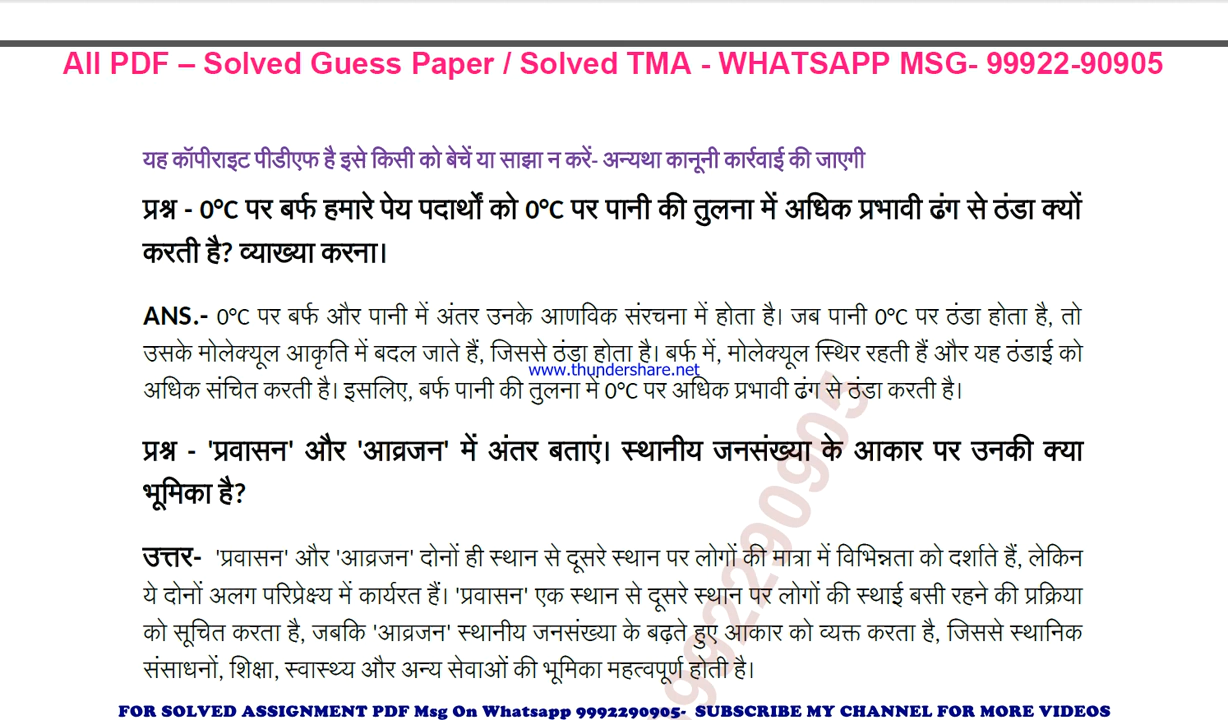 All PDF – Solved Guess Paper / Solved TMA - WHATSAPP MSG- 99922-90905
यह कॉपीराइट पीडीएफ है इसे किसी को बेचें या साझा न करें- अन्यथा कानूनी कार्रवाई की जाएगी
प्रश्न - 0°C पर बर्फ हमारे पेय पदार्थों को 0°C पर पानी की तुलना में अधिक प्रभावी ढंग से ठंडा क्यों
करती है? व्याख्या करना।
ANS.- 0°C पर बर्फ और पानी में अंतर उनके आणविक संरचना में होता है। जब पानी 0°C पर ठंडा होता है, तो
उसके मोलेक्यूल आकृति में बदल जाते हैं, जिससे ठंडा होता है। बर्फ में, मोलेक्यूल स्थिर रहती हैं और यह ठंडाई को
www.thundershare.net
अधिक संचित करती है। इसलिए, बर्फ पानी की तुलना में 0°C पर अधिक प्रभावी ढंग से ठंडा करती है।
प्रश्न - 'प्रवासन' और 'आव्रजन' में अंतर बताएं। स्थानीय जनसंख्या के आकार पर उनकी क्या
भूमिका है?
उत्तर- 'प्रवासन' और 'आव्रजन' दोनों ही स्थान से दूसरे स्थान पर लोगों की मात्रा में विभिन्नता को दर्शाते हैं, लेकिन
ये दोनों अलग परिप्रेक्ष्य में कार्यरत हैं। 'प्रवासन' एक स्थान से दूसरे स्थान पर लोगों की स्थाई बसी रहने की प्रक्रिया
को सूचित करता है, जबकि 'आव्रजन' स्थानीय जनसंख्या के बढ़ते हुए आकार को व्यक्त करता है, जिससे स्थानिक
संसाधनों, शिक्षा, स्वास्थ्य और अन्य सेवाओं की भूमिका महत्वपूर्ण होती है।
9992290905
FOR SOLVED ASSIGNMENT PDF Msg On Whatsapp 9992290905- SUBSCRIBE MY CHANNEL FOR MORE VIDEOS